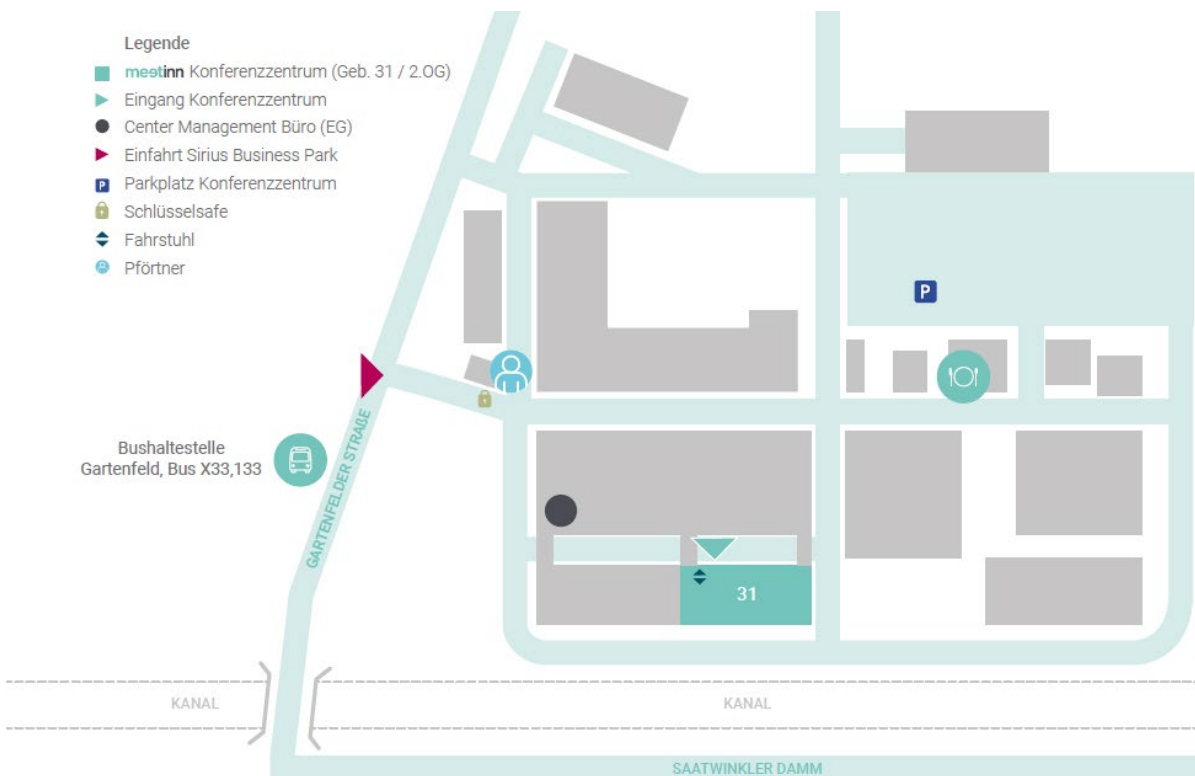 Legende
meetinn Konferenzzentrum (Geb. 31 / 2.OG)
Eingang Konferenzzentrum
Center Management Büro (EG)
Einfahrt Sirius Business Park
P Parkplatz Konferenzzentrum
Schlüsselsafe
Fahrstuhl
Pförtner
P
Bushaltestelle
Gartenfeld, Bus X33,133
GARTENFELDER STRAßE
31
KANAL
KANAL
SAATWINKLER DAMM